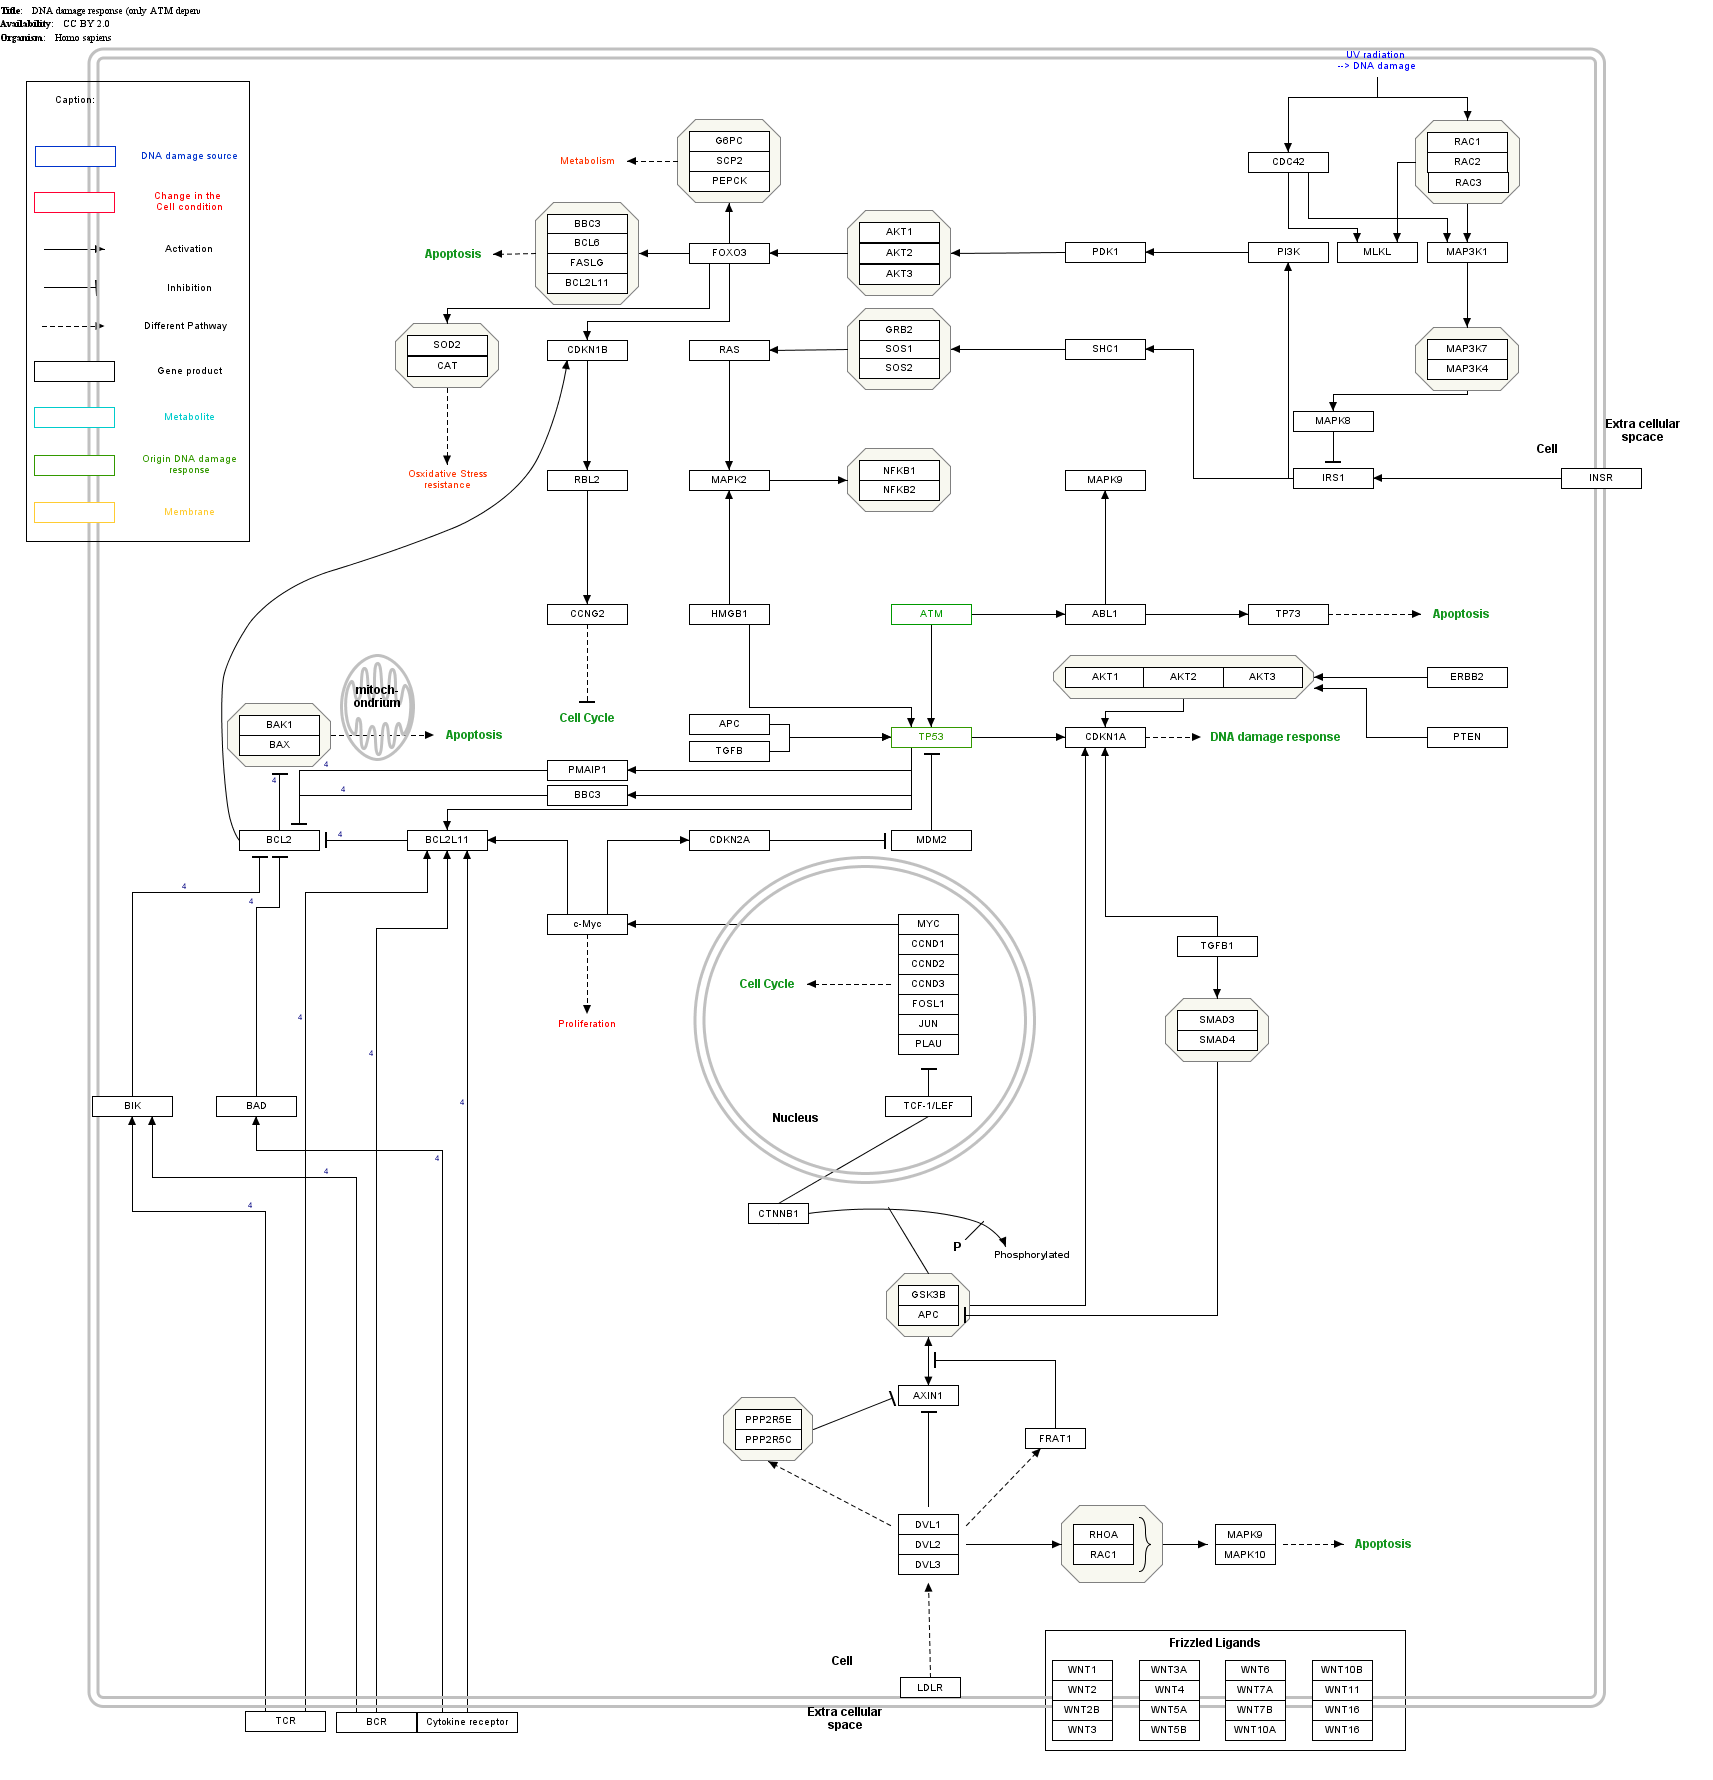 Title: DNA damage response (only ATM depen
Availability: CC BY 2.0
Organism: Homo sapiens
UV radiation
--> DNA damage
Caption:
DNA damage source
Change in the
Cell condition
Activation
Inhibition
Different Pathway
Gene product
Metabolite
Origin DNA damage
response
Membrane
G6PC
SCP2
PEPCK
Metabolism
BBC3
BCL6
FASLG
BCL2L11
Apoptosis
FOXO3
AKT1
AKT2
AKT3
PDK1
PI3K
MLKL
MAP3K1
CDC42
RAC1
RAC2
RAC3
SOD2
CAT
CDKN1B
RAS
GRB2
SOS1
SOS2
SHC1
MAP3K7
MAP3K4
MAPK8
Extra cellular
spcace
Cell
Osxidative Stress
resistance
RBL2
MAPK2
NFKB1
NFKB2
MAPK9
IRS1
INSR
CCNG2
HMGB1
ATM
ABL1
TP73
Apoptosis
mitoch-
ondrium
AKT1
AKT2
AKT3
ERBB2
BAK1
BAX
Apoptosis
Cell Cycle
APC
TGFB
TP53
CDKN1A
DNA damage response
PTEN
PMAIP1
BBC3
4
4
4
BCL2
4
BCL2L11
CDKN2A
MDM2
4
4
c-Myc
MYC
CCND1
CCND2
CCND3
FOSL1
JUN
PLAU
Cell Cycle
Proliferation
TGFB1
SMAD3
SMAD4
4
4
4
BIK
BAD
TCF-1/LEF
Nucleus
4
4
4
CTNNB1
P
Phosphorylated
GSK3B
APC
AXIN1
PPP2R5E
PPP2R5C
FRAT1
DVL1
DVL2
DVL3
RHOA
RAC1
MAPK9
MAPK10
Apoptosis
Cell
LDLR
Extra cellular
space
TCR
BCR
Cytokine receptor
Frizzled Ligands
WNT1
WNT2
WNT2B
WNT3
WNT3A
WNT4
WNT5A
WNT5B
WNT6
WNT7A
WNT7B
WNT10A
WNT10B
WNT11
WNT16
WNT16